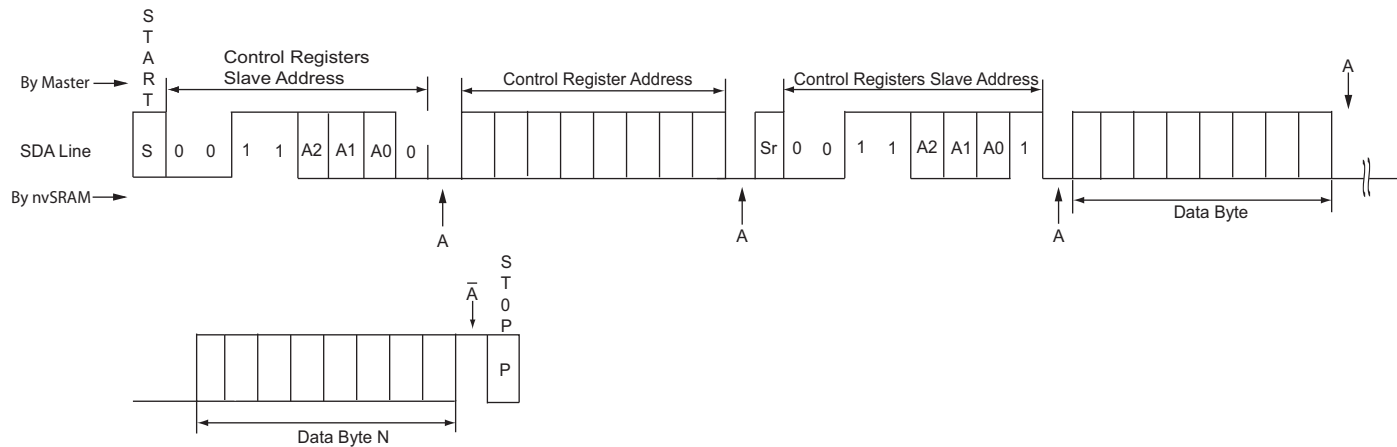 START
Control Registers
Slave Address
By Master
Control Register Address
Control Registers Slave Address
A
SDA Line
S 0 0 1 1 A2 A1 A0 0
Sr 0 0 1 1 A2 A1 A0 1
By nvSRAM
A
A
A
Data Byte
ST0P
Ā
P
Data Byte N